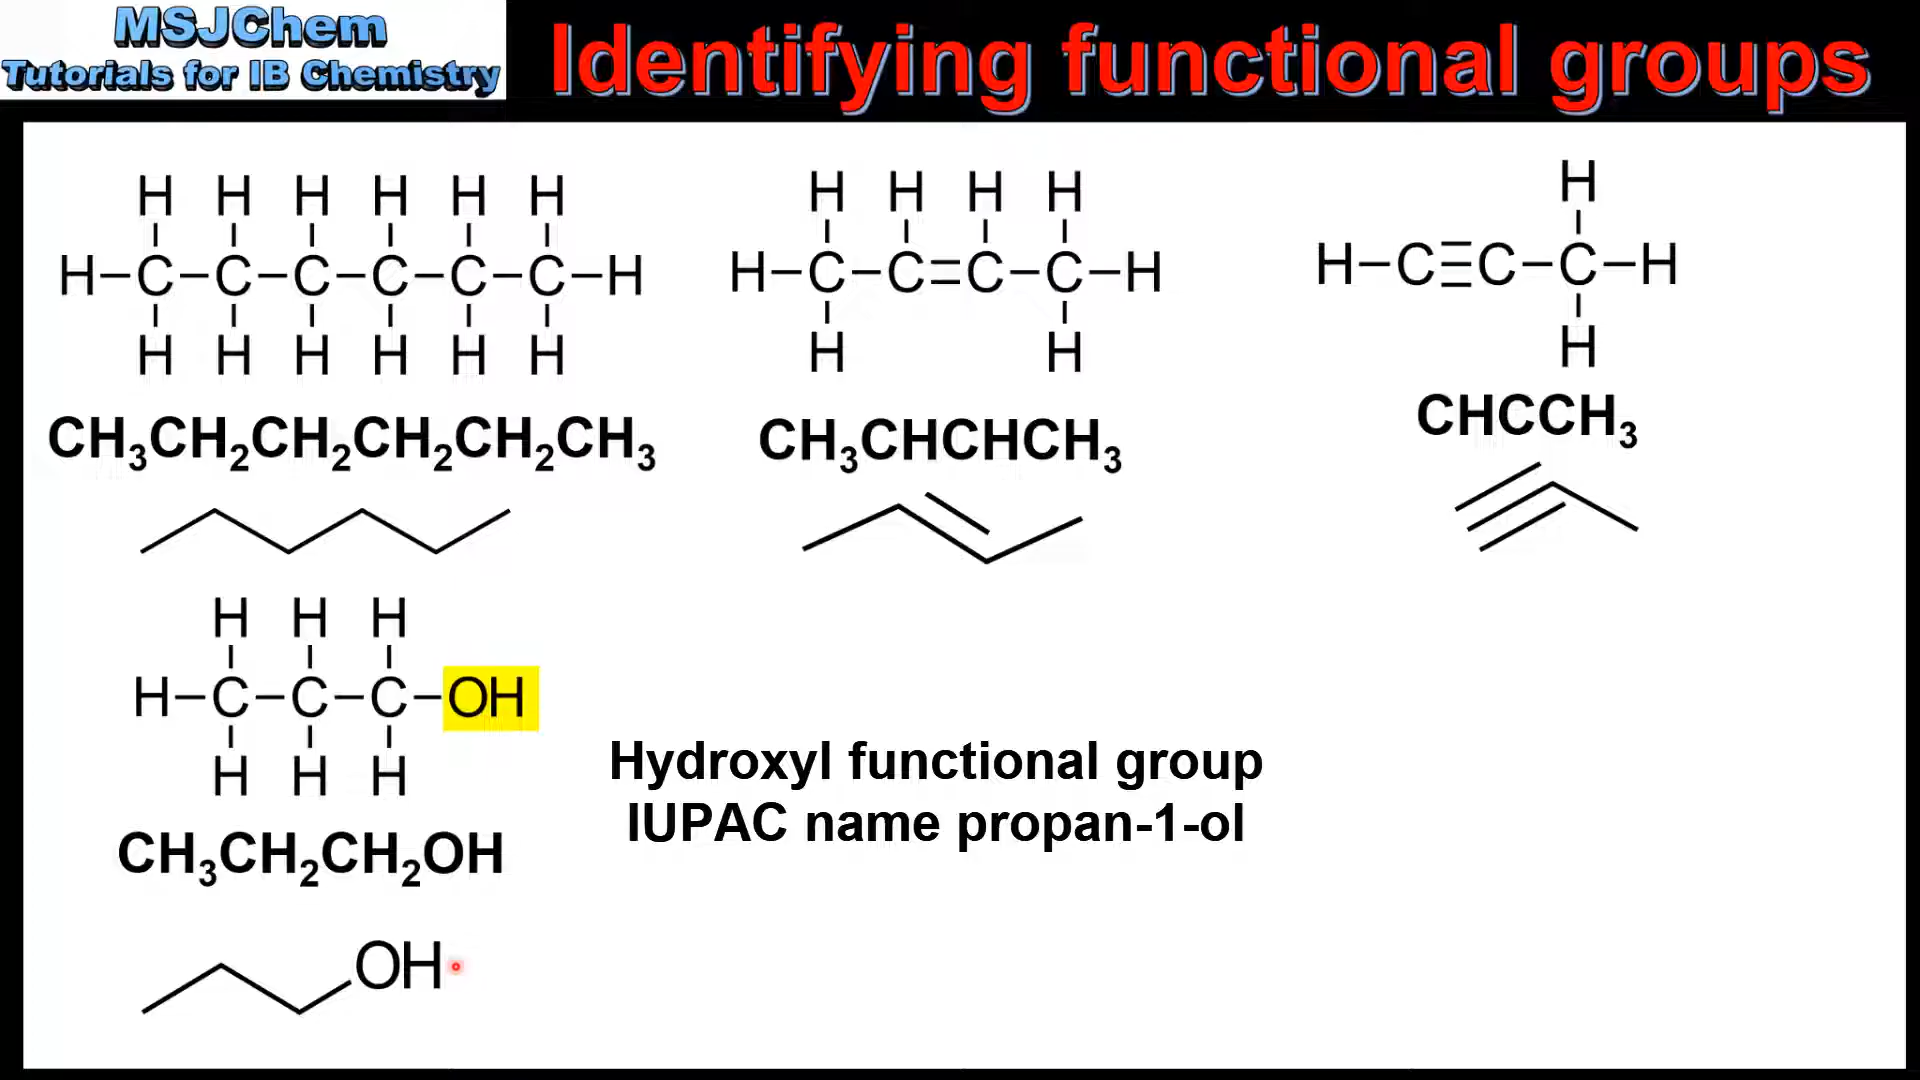 MSJChem
Tutorials for IB Chemistry
Identifying functional groups
H H H H H H
H–C–C–C–C–C–C–H
H H H H H H
CH₃CH₂CH₂CH₂CH₂CH₃
H H H H
H–C–C=C–C–H
H H
CH₃CHCHCH₃
H
H–C≡C–C–H
H
CHCCH₃
H H H
H–C–C–C–OH
H H H
CH₃CH₂CH₂OH
OH
Hydroxyl functional group
IUPAC name propan-1-ol